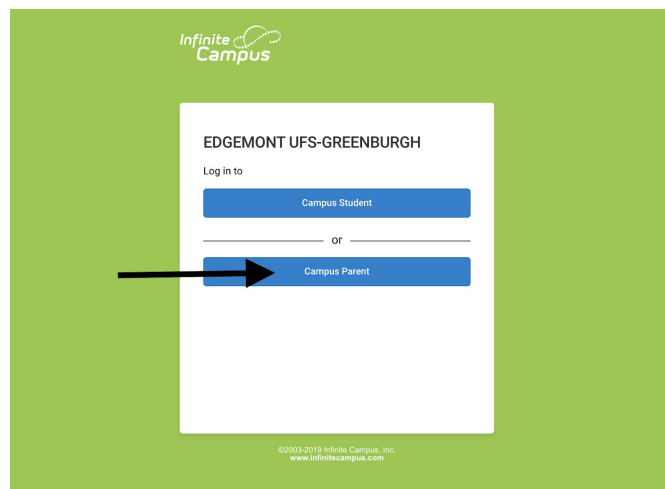 Infinite
Campus
EDGEMONT UFS-GREENBURGH
Log in to
Campus Student
or
Campus Parent
©2003-2019 Infinite Campus, Inc.
www.infinitecampus.com